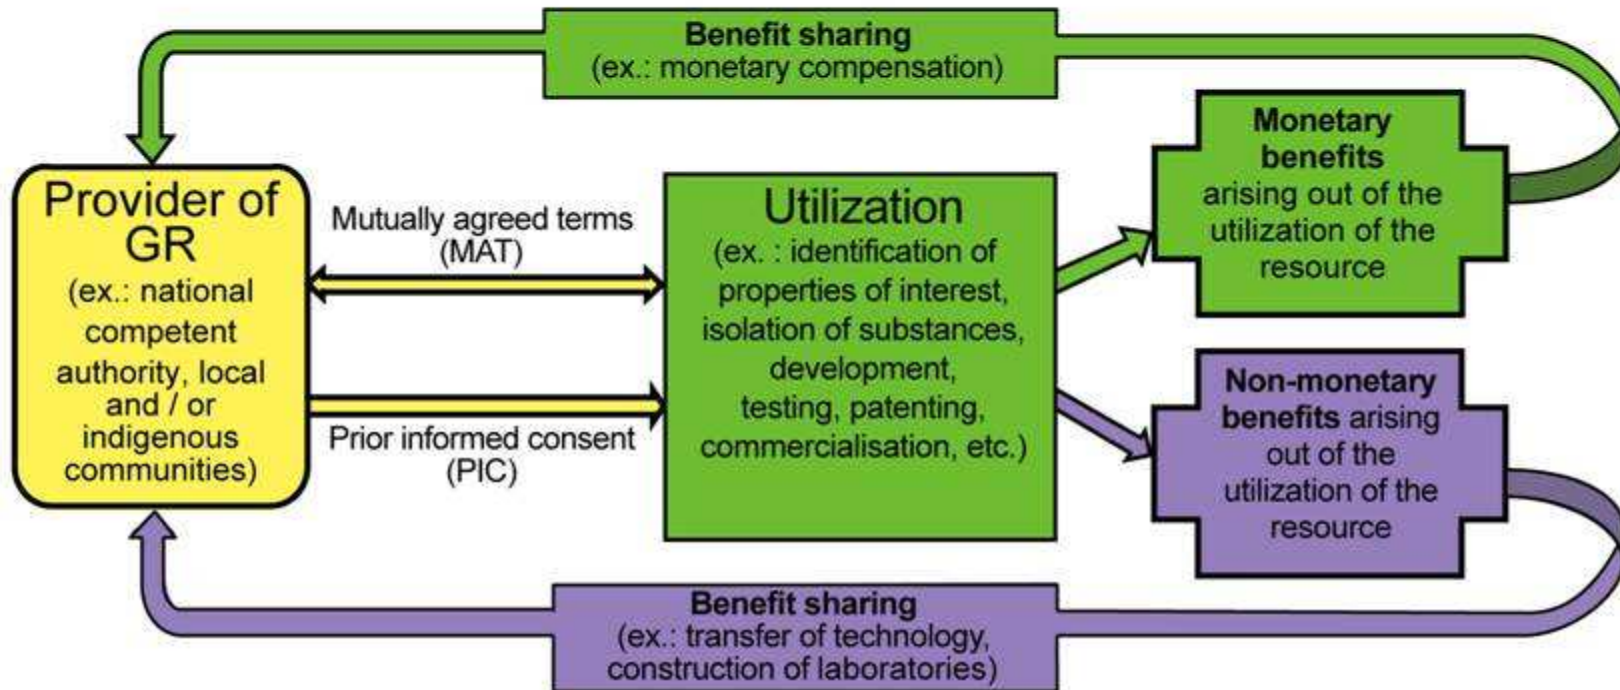 Benefit sharing
(ex.: monetary compensation)
Provider of
GR
(ex.: national
competent
authority, local
and / or
indigenous
communities)
Mutually agreed terms
(MAT)
Prior informed consent
(PIC)
Utilization
(ex. : identification of
properties of interest,
isolation of substances,
development,
testing, patenting,
commercialisation, etc.)
Monetary
benefits
arising out of the
utilization of the
resource
Non-monetary
benefits arising
out of the
utilization of the
resource
Benefit sharing
(ex.: transfer of technology,
construction of laboratories)